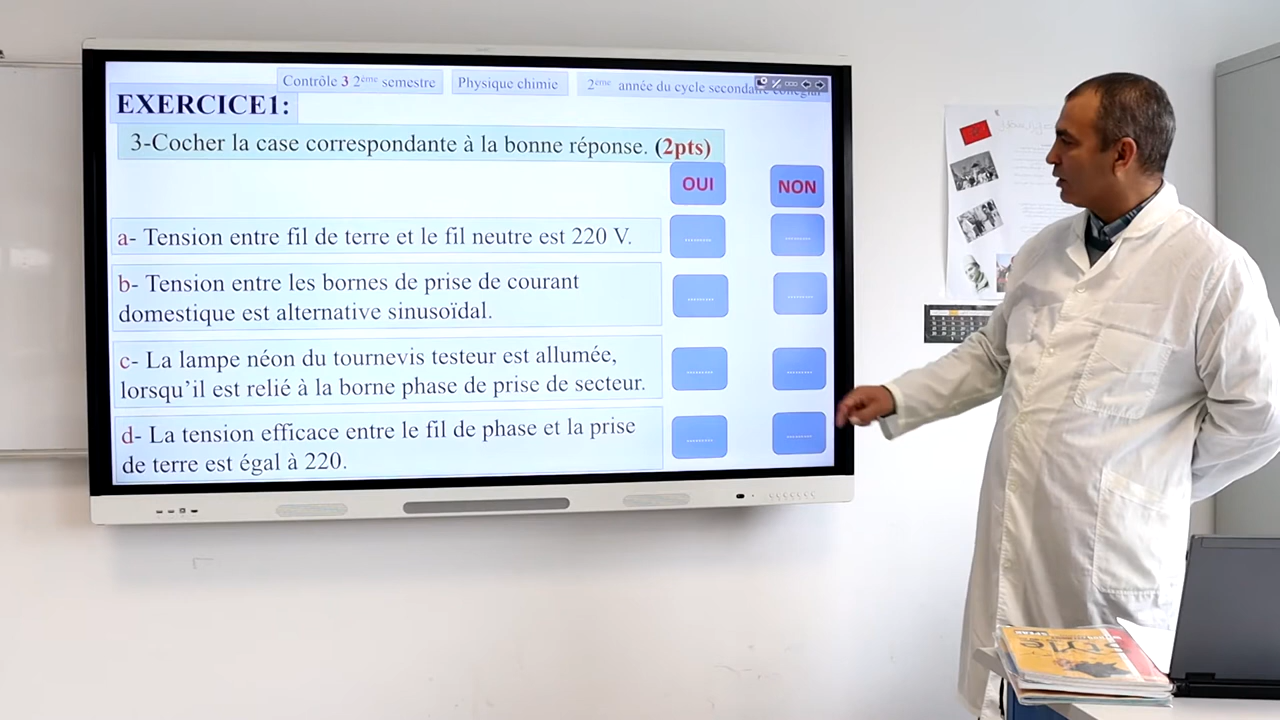 Contrôle 3 2ème semestre
Physique chimie
2ème année du cycle secondaire collégial
EXERCICE1:
3-Cocher la case correspondante à la bonne réponse. (2pts)
OUI
NON
a- Tension entre fil de terre et le fil neutre est 220 V.
.........
.........
b- Tension entre les bornes de prise de courant
domestique est alternative sinusoïdal.
.........
.........
c- La lampe néon du tournevis testeur est allumée,
lorsqu'il est relié à la borne phase de prise de secteur.
.........
.........
d- La tension efficace entre le fil de phase et la prise
de terre est égal à 220.
.........
.........
style